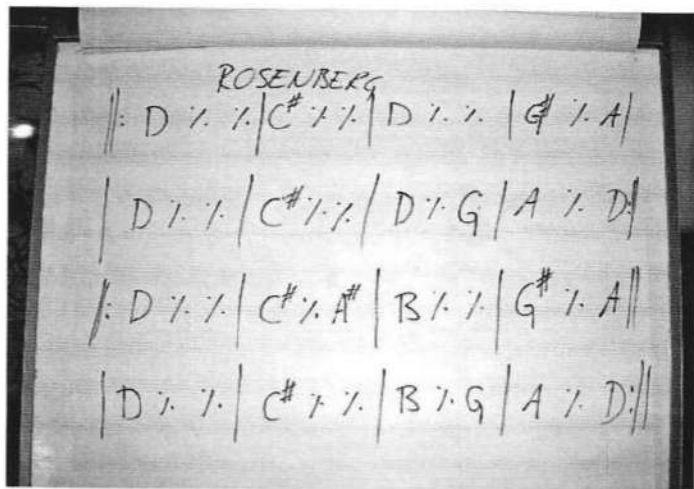 ROSENBERG
||: D ٪ ٪ | C# ٪ ٪ | D ٪ ٪ | G# ٪ A |
| D ٪ ٪ | C# ٪ ٪ | D ٪ G | A ٪ D :||
||: D ٪ ٪ | C# ٪ A# | B ٪ ٪ | G# ٪ A ||
| D ٪ ٪ | C# ٪ ٪ | B ٪ G | A ٪ D :||